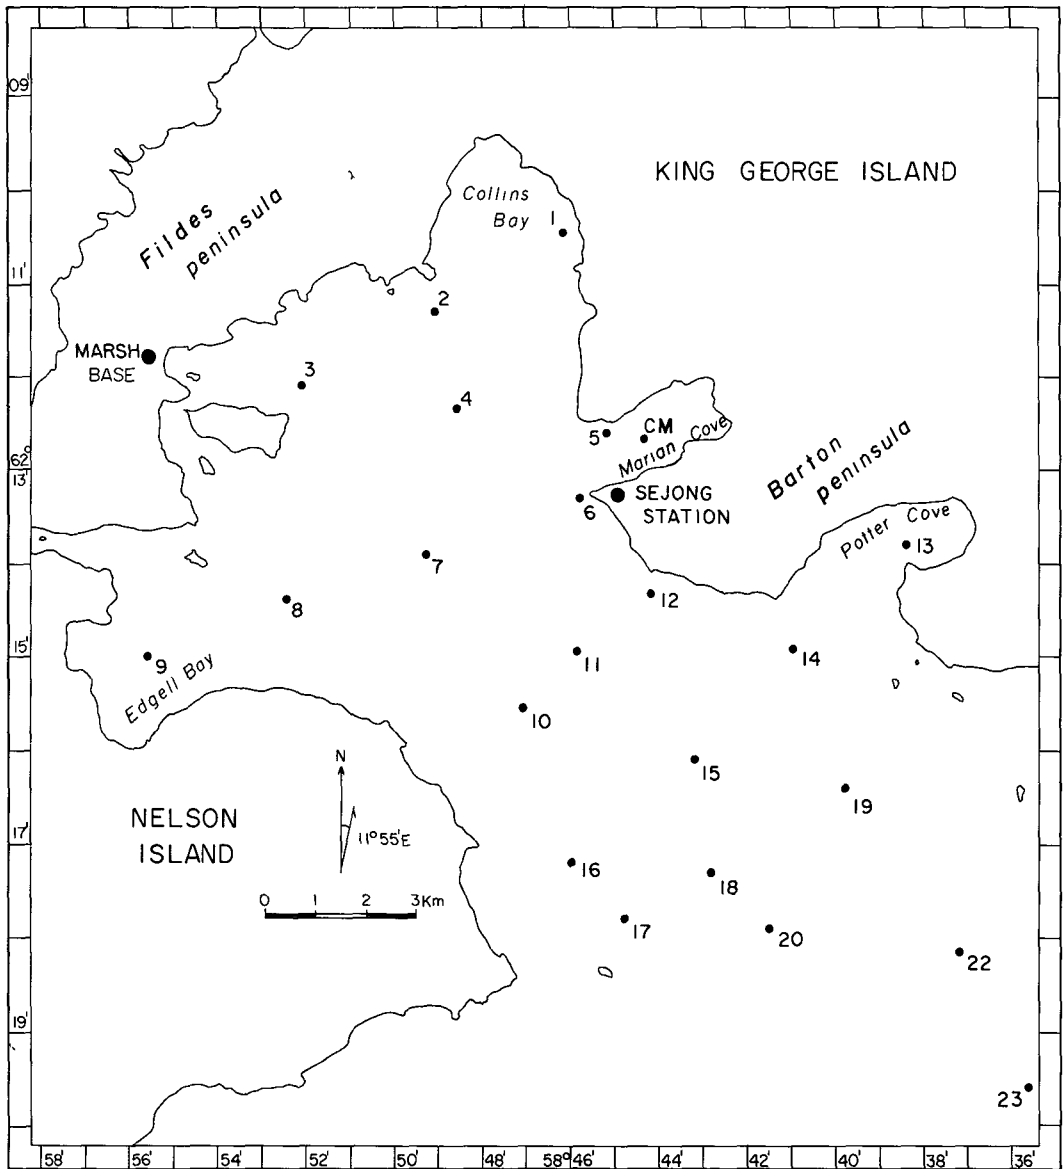 09'
KING GEORGE ISLAND
Collins
Bay
1
Fildes
peninsula
11'
2
MARSH
BASE
3
4
5
CM
Marian Cove
62°
13'
Barton
peninsula
6
SEJONG
STATION
Potter Cove
13
7
8
12
15'
9
Edgell Bay
11
14
10
N
15
19
NELSON
ISLAND
11°55'E
17'
16
18
0 1 2 3Km
17
20
22
19'
23
58' 56' 54' 52' 50' 48' 58°46' 44' 42' 40' 38' 36'